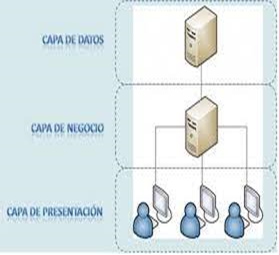 CAPA DE DATOS
CAPA DE NEGOCIO
CAPA DE PRESENTACIÓN